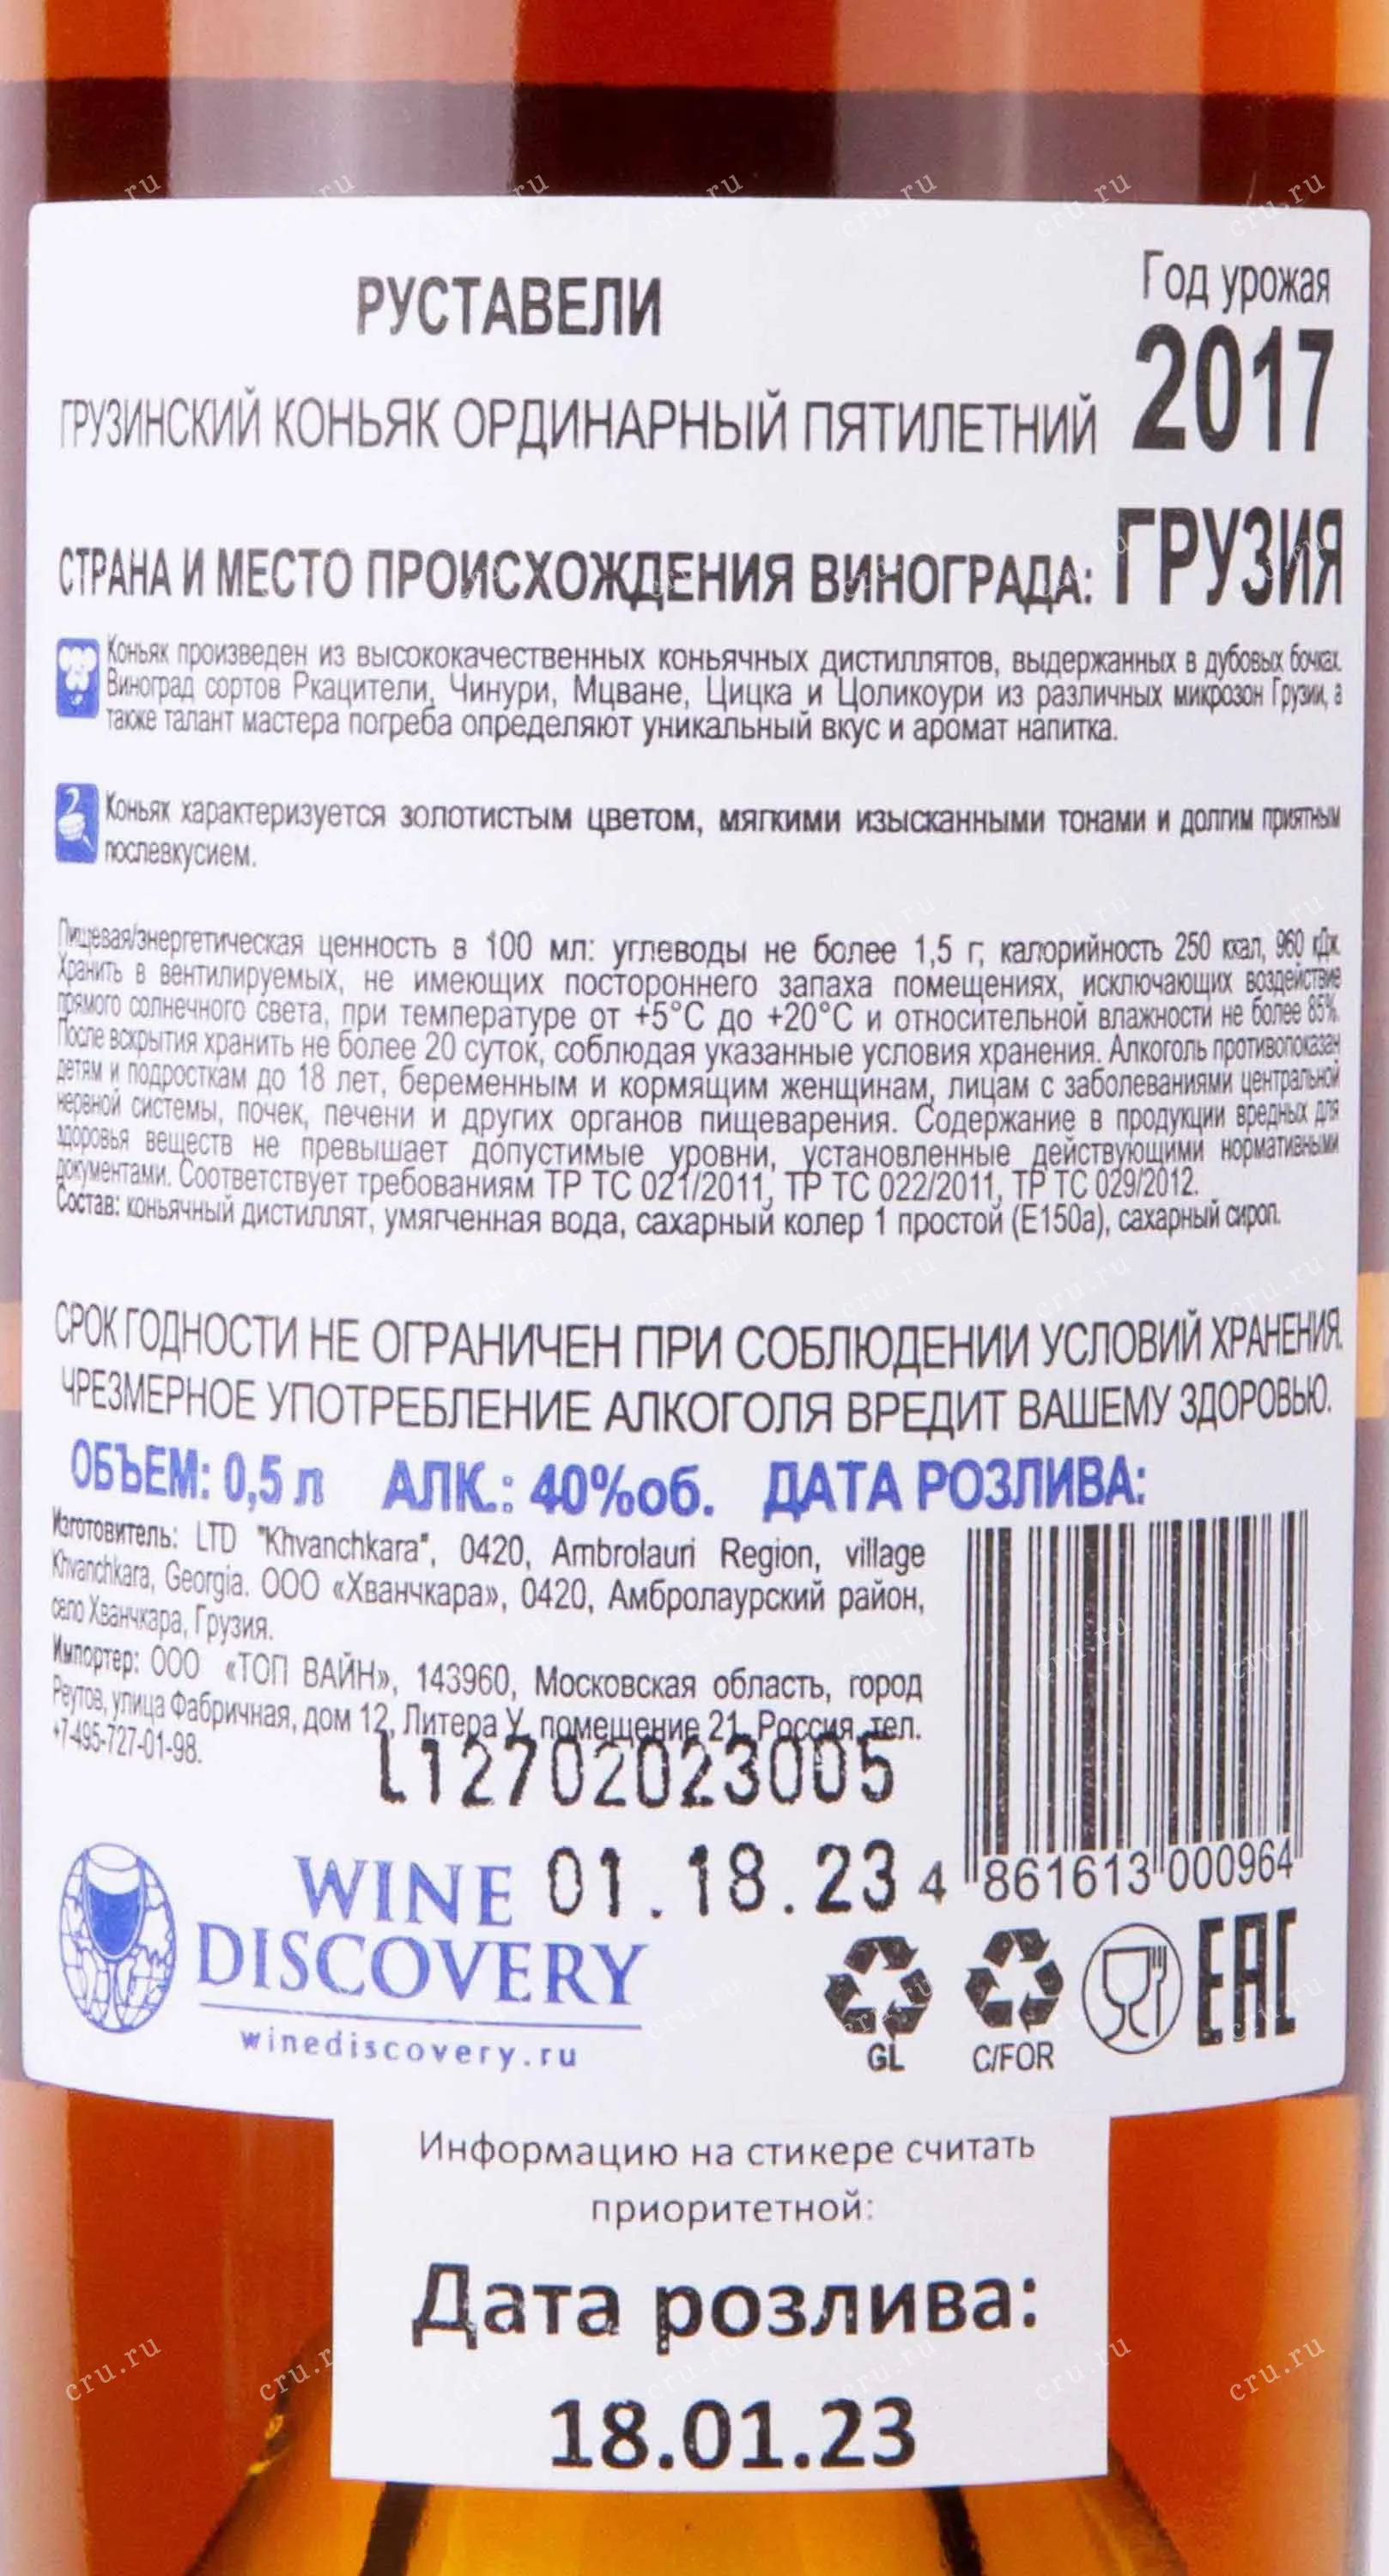 РУСТАВЕЛИ
Год урожая
2017
ГРУЗИНСКИЙ КОНЬЯК ОРДИНАРНЫЙ ПЯТИЛЕТНИЙ
СТРАНА И МЕСТО ПРОИСХОЖДЕНИЯ ВИНОГРАДА: ГРУЗИЯ
Коньяк произведен из высококачественных коньячных дистиллятов, выдержанных в дубовых бочках.
Виноград сортов Ркацители, Чинури, Мцване, Цицка и Цоликоури из различных микрозон Грузии, а
также талант мастера погреба определяют уникальный вкус и аромат напитка.
Коньяк характеризуется золотистым цветом, мягкими изысканными тонами и долгим приятным
послевкусием.
Пищевая/энергетическая ценность в 100 мл: углеводы не более 1,5 г, калорийность 250 ккал, 960 кДж.
Хранить в вентилируемых, не имеющих постороннего запаха помещениях, исключающих воздействие
прямого солнечного света, при температуре от +5°С до +20°С и относительной влажности не более 85%.
После вскрытия хранить не более 20 суток, соблюдая указанные условия хранения. Алкоголь противопоказан
детям и подросткам до 18 лет, беременным и кормящим женщинам, лицам с заболеваниями центральной
нервной системы, почек, печени и других органов пищеварения. Содержание в продукции вредных для
здоровья веществ не превышает допустимые уровни, установленные действующими нормативными
документами. Соответствует требованиям ТР ТС 021/2011, ТР ТС 022/2011, ТР ТС 029/2012.
Состав: коньячный дистиллят, умягченная вода, сахарный колер 1 простой (Е150а), сахарный сироп.
СРОК ГОДНОСТИ НЕ ОГРАНИЧЕН ПРИ СОБЛЮДЕНИИ УСЛОВИЙ ХРАНЕНИЯ.
ЧРЕЗМЕРНОЕ УПОТРЕБЛЕНИЕ АЛКОГОЛЯ ВРЕДИТ ВАШЕМУ ЗДОРОВЬЮ.
ОБЪЕМ: 0,5 л АЛК.: 40%об. ДАТА РОЗЛИВА:
Изготовитель: LTD "Khvanchkara", 0420, Ambrolauri Region, village
Khvanchkara, Georgia. ООО «Хванчкара», 0420, Амбролаурский район,
село Хванчкара, Грузия.
Импортер: ООО «ТОП ВАЙН», 143960, Московская область, город
Реутов, улица Фабричная, дом 12, Литера У, помещение 21, Россия, тел.
+7-495-727-01-98.
L12702023005
01.18.23
4 861613 000964
WINE
DISCOVERY
winediscovery.ru
GL
C/FOR
EAC
Информацию на стикере считать
приоритетной:
Дата розлива:
18.01.23
cru.ru